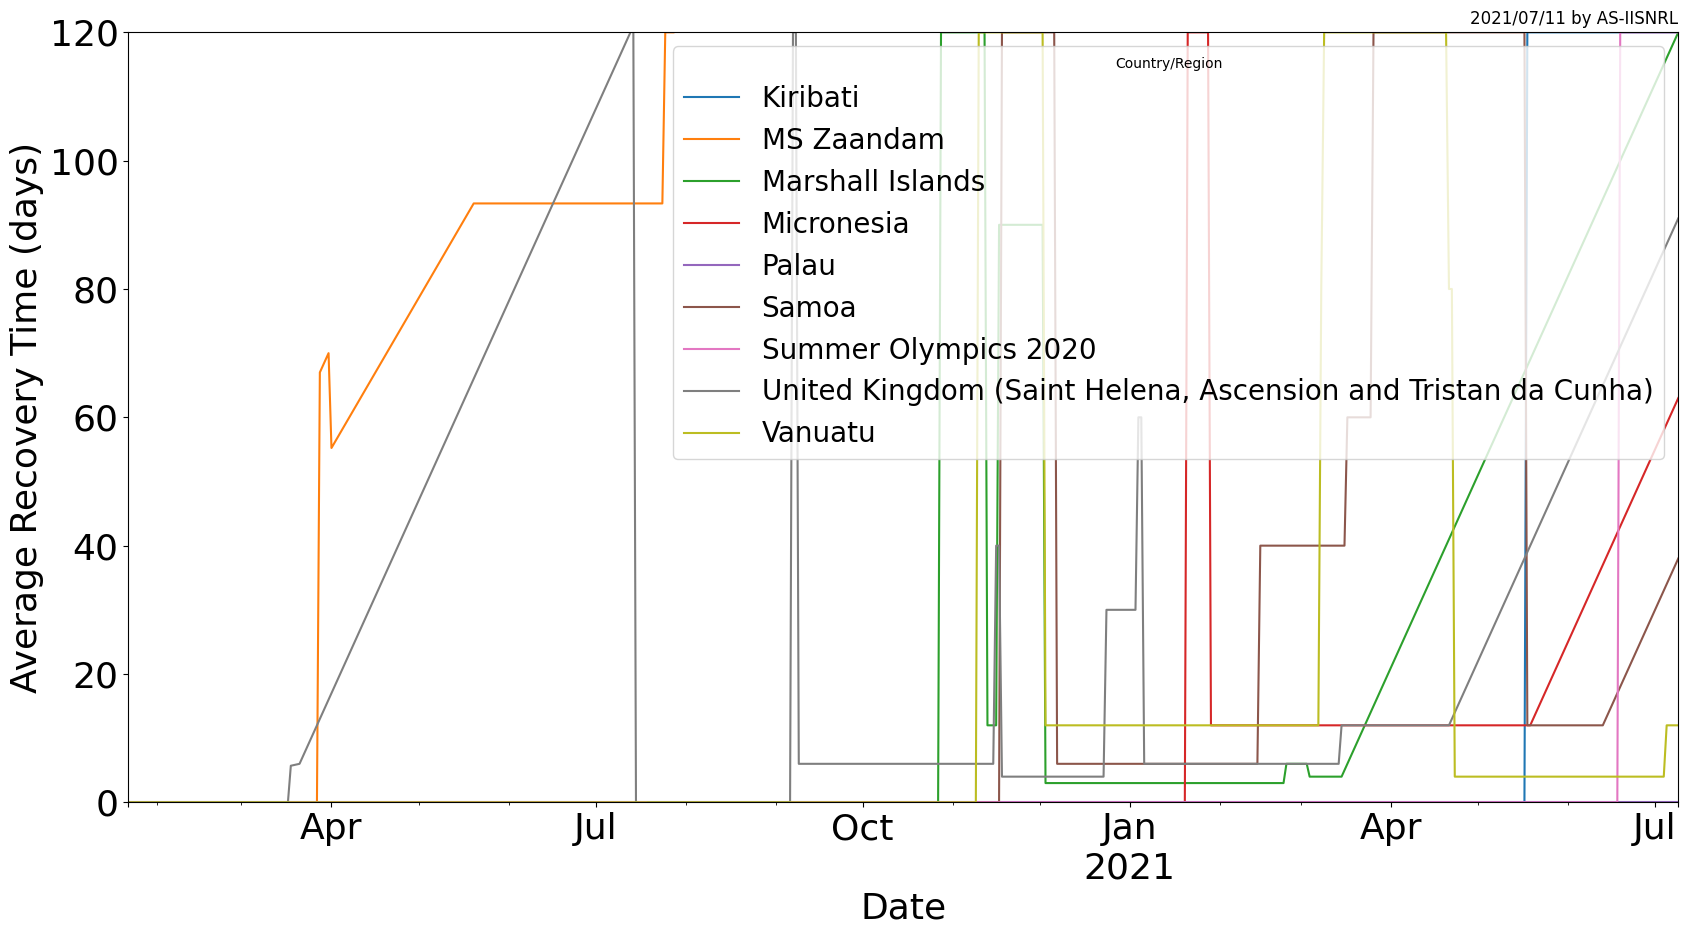 2021/07/11 by AS-IISNRL
Average Recovery Time (days)
120
100
80
60
40
20
0
Country/Region
Kiribati
MS Zaandam
Marshall Islands
Micronesia
Palau
Samoa
Summer Olympics 2020
United Kingdom (Saint Helena, Ascension and Tristan da Cunha)
Vanuatu
Apr Jul Oct Jan Apr Jul
2021
Date